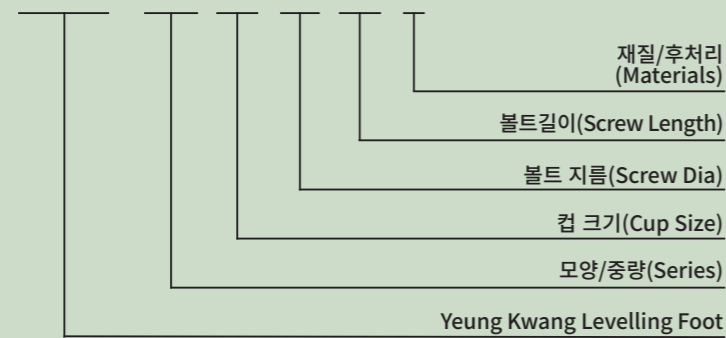 재질/후처리
(Materials)
볼트길이(Screw Length)
볼트 지름(Screw Dia)
컵 크기(Cup Size)
모양/중량(Series)
Yeung Kwang Levelling Foot